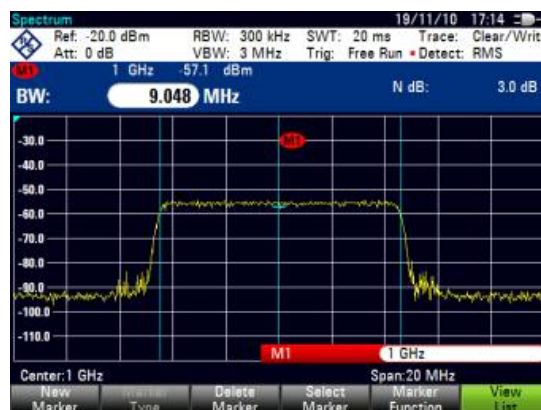 Spectrum 19/11/10 17:14
Ref: -20.0 dBm RBW: 300 kHz SWT: 20 ms Trace: Clear/Writ
Att: 0 dB VBW: 3 MHz Trig: Free Run • Detect: RMS
M1 1 GHz -57.1 dBm
BW: 9.048 MHz N dB: 3.0 dB
M1
-30.0
-40.0
-50.0
-60.0
-70.0
-80.0
-90.0
-100.0
-110.0
M1 1 GHz
Center:1 GHz Span:20 MHz
New Marker Delete Select Marker View
Marker Type Marker Marker Function List